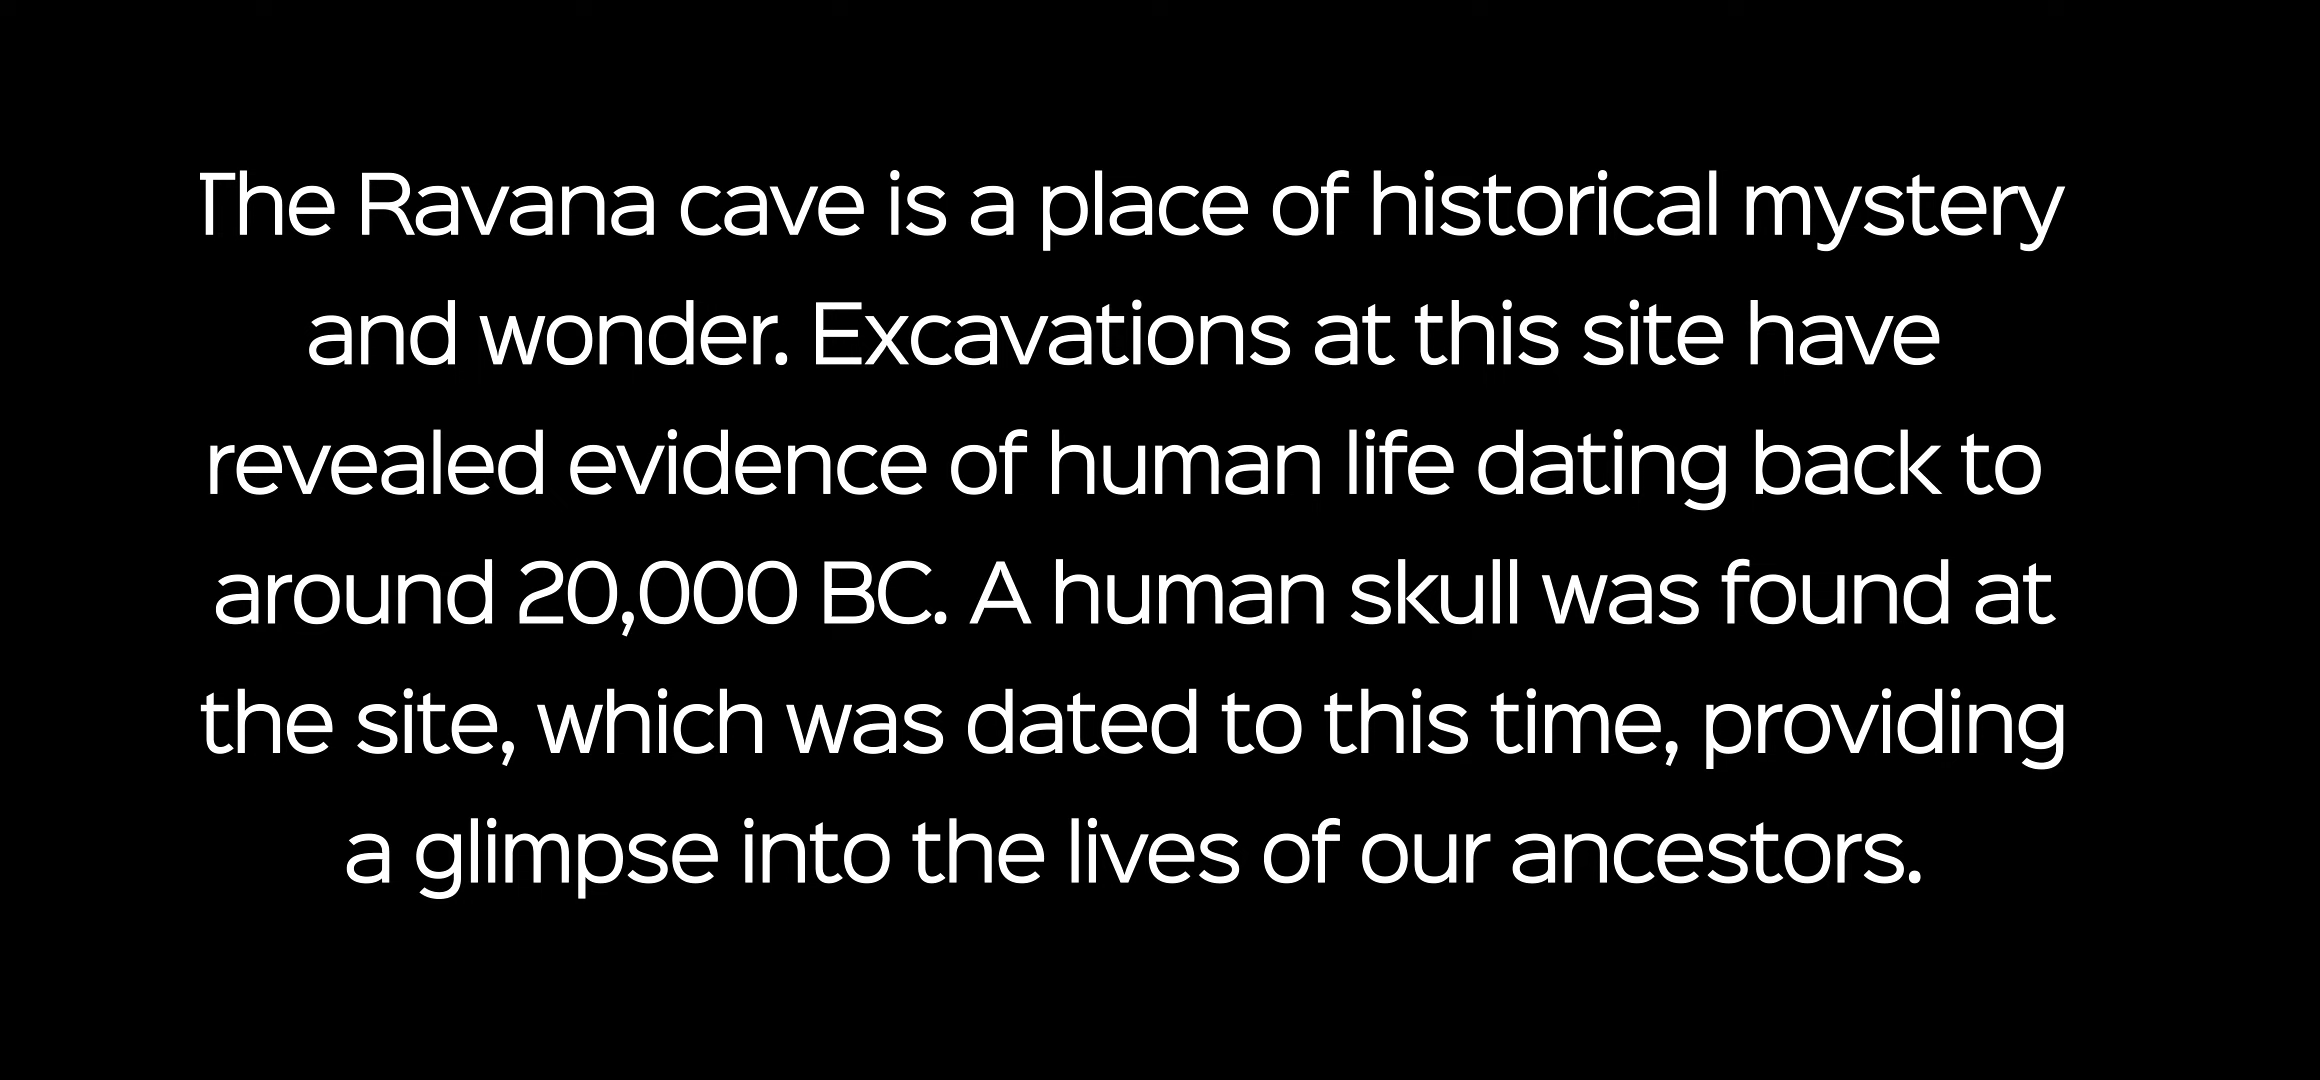 The Ravana cave is a place of historical mystery
and wonder. Excavations at this site have
revealed evidence of human life dating back to
around 20,000 BC. A human skull was found at
the site, which was dated to this time, providing
a glimpse into the lives of our ancestors.